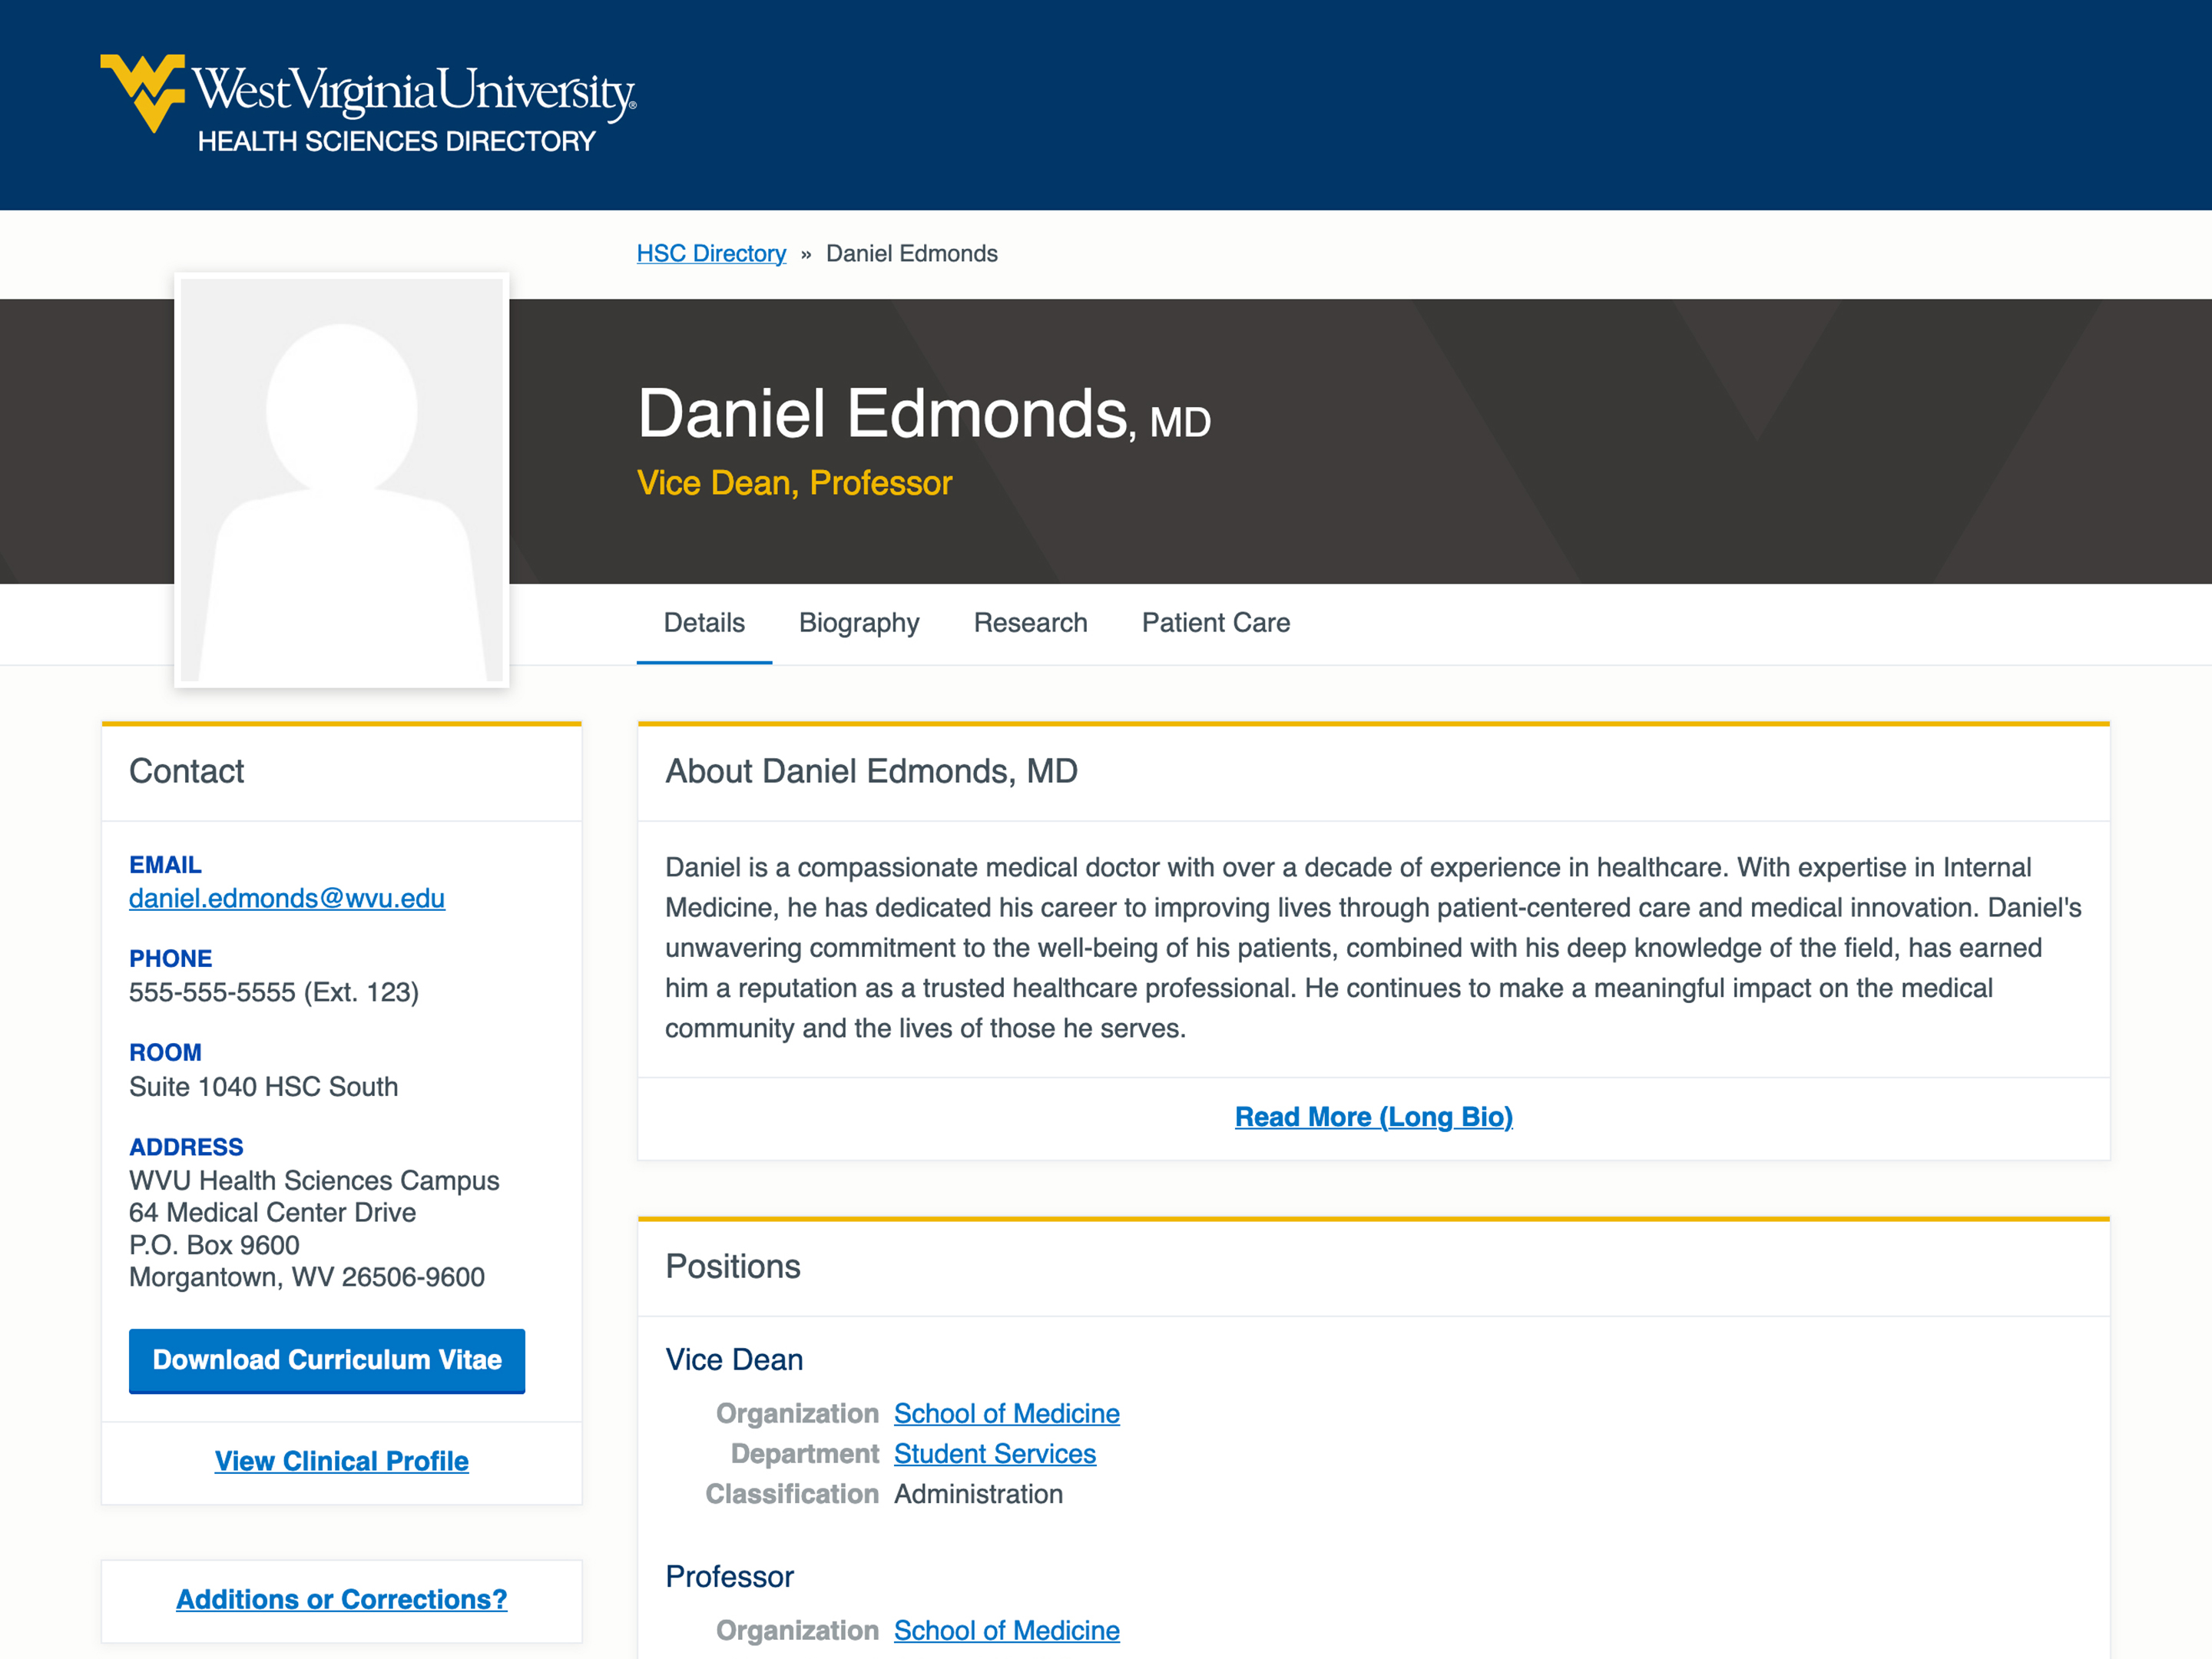 West Virginia University®
HEALTH SCIENCES DIRECTORY
HSC Directory » Daniel Edmonds
Daniel Edmonds, MD
Vice Dean, Professor
Details Biography Research Patient Care
Contact
EMAIL
daniel.edmonds@wvu.edu
PHONE
555-555-5555 (Ext. 123)
ROOM
Suite 1040 HSC South
ADDRESS
WVU Health Sciences Campus
64 Medical Center Drive
P.O. Box 9600
Morgantown, WV 26506-9600
Download Curriculum Vitae
View Clinical Profile
Additions or Corrections?
About Daniel Edmonds, MD
Daniel is a compassionate medical doctor with over a decade of experience in healthcare. With expertise in Internal
Medicine, he has dedicated his career to improving lives through patient-centered care and medical innovation. Daniel's
unwavering commitment to the well-being of his patients, combined with his deep knowledge of the field, has earned
him a reputation as a trusted healthcare professional. He continues to make a meaningful impact on the medical
community and the lives of those he serves.
Read More (Long Bio)
Positions
Vice Dean
Organization School of Medicine
Department Student Services
Classification Administration
Professor
Organization School of Medicine